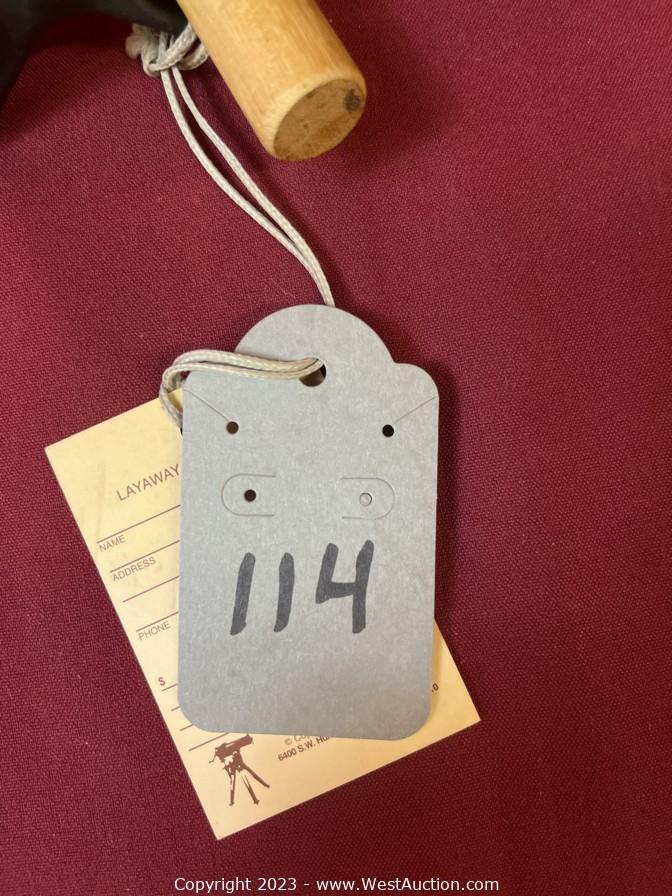 114
LAYAWAY
NAME
ADDRESS
PHONE
$
6400 S.W.
Copyright 2023 - www.WestAuction.com